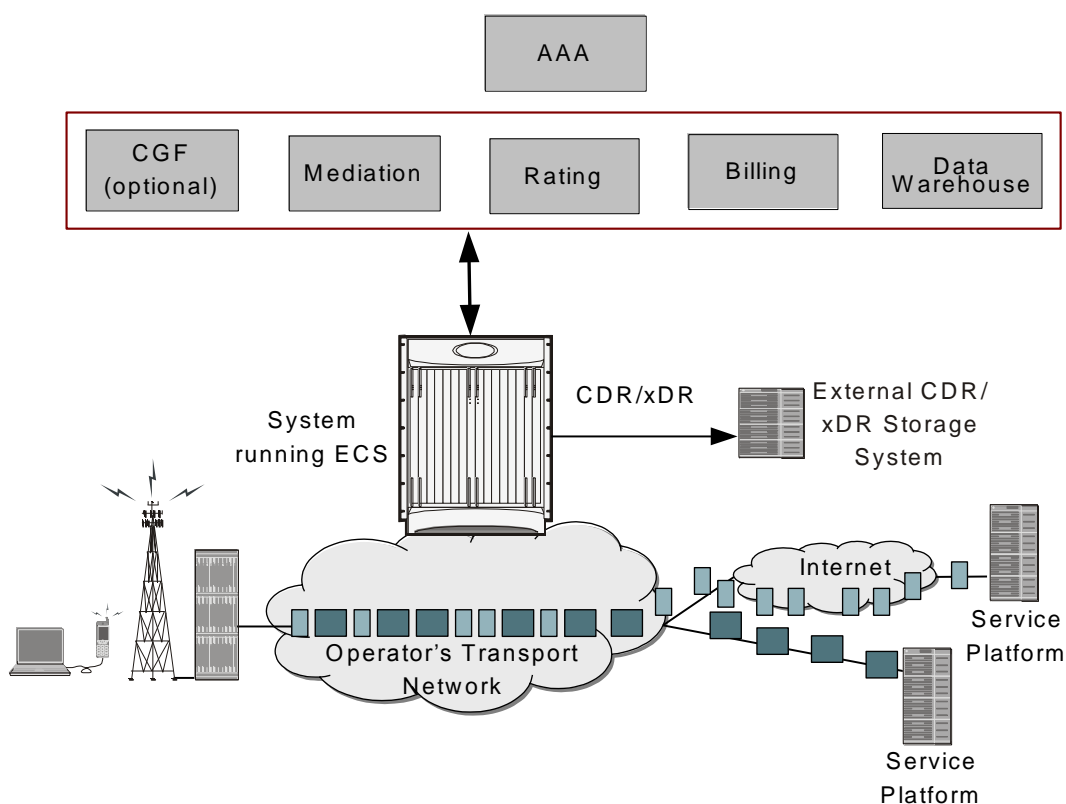 AAA
CGF
(optional)
Mediation
Rating
Billing
Data
Warehouse
CDR/xDR
External CDR/
xDR Storage
System
System
running ECS
Internet
Service
Platform
Operator's Transport
Network
Service
Platform